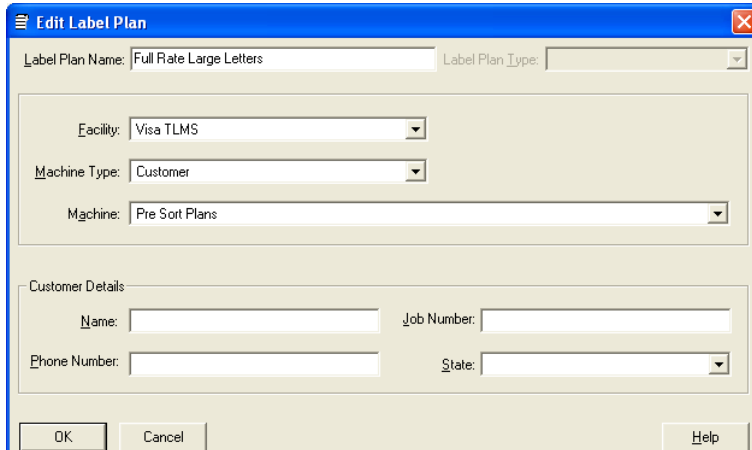 Edit Label Plan
Label Plan Name: Full Rate Large Letters Label Plan Type:
Facility: Visa TLMS
Machine Type: Customer
Machine: Pre Sort Plans
Customer Details
Name: Job Number:
Phone Number: State:
OK Cancel Help